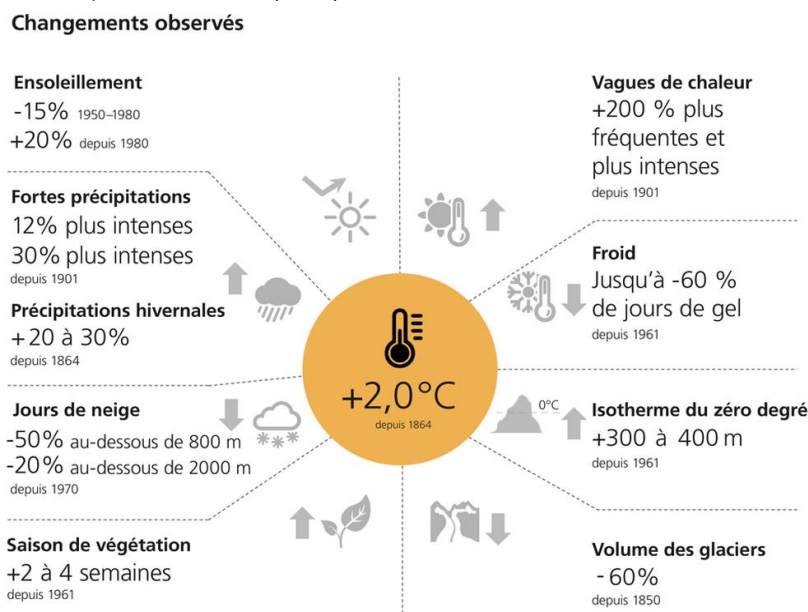 Changements observés
Ensoleillement
-15% 1950–1980
+20% depuis 1980
Fortes précipitations
12% plus intenses
30% plus intenses
depuis 1901
Précipitations hivernales
+20 à 30%
depuis 1864
Jours de neige
-50% au-dessous de 800 m
-20% au-dessous de 2000 m
depuis 1970
Saison de végétation
+2 à 4 semaines
depuis 1961
+2,0°C
depuis 1864
Vagues de chaleur
+200 % plus
fréquentes et
plus intenses
depuis 1901
Froid
Jusqu’à -60 %
de jours de gel
depuis 1961
0°C
Isotherme du zéro degré
+300 à 400 m
depuis 1961
Volume des glaciers
-60%
depuis 1850